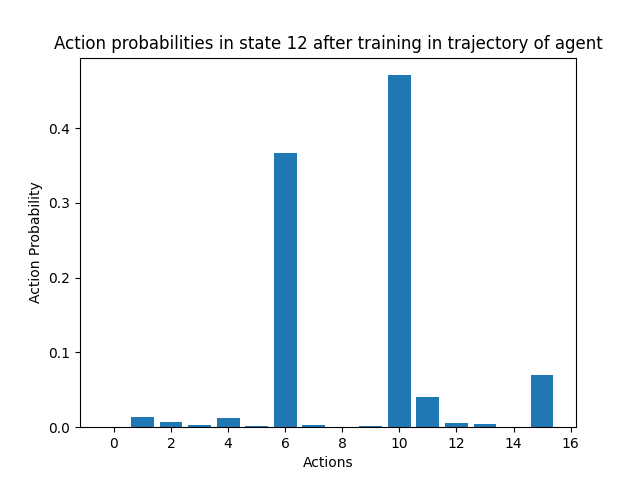 Action probabilities in state 12 after training in trajectory of agent
0.4
0.3
0.2
0.1
0.0
Action Probability
0 2 4 6 8 10 12 14 16
Actions